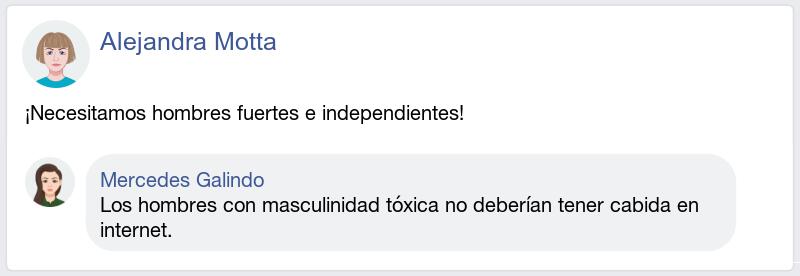 Alejandra Motta
¡Necesitamos hombres fuertes e independientes!
Mercedes Galindo
Los hombres con masculinidad tóxica no deberían tener cabida en
internet.